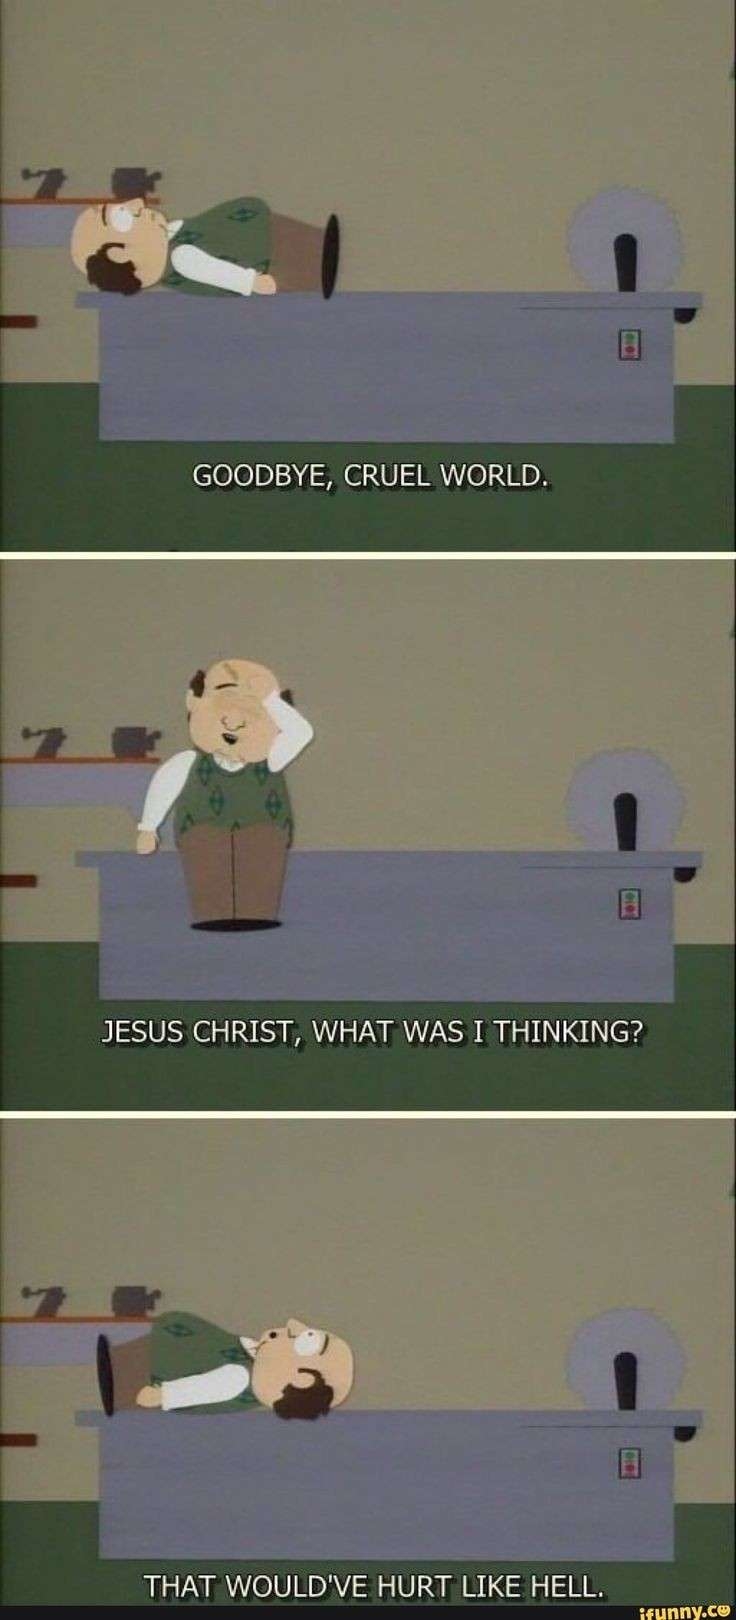 GOODBYE, CRUEL WORLD.
JESUS CHRIST, WHAT WAS I THINKING?
THAT WOULD'VE HURT LIKE HELL.
ifunny.co